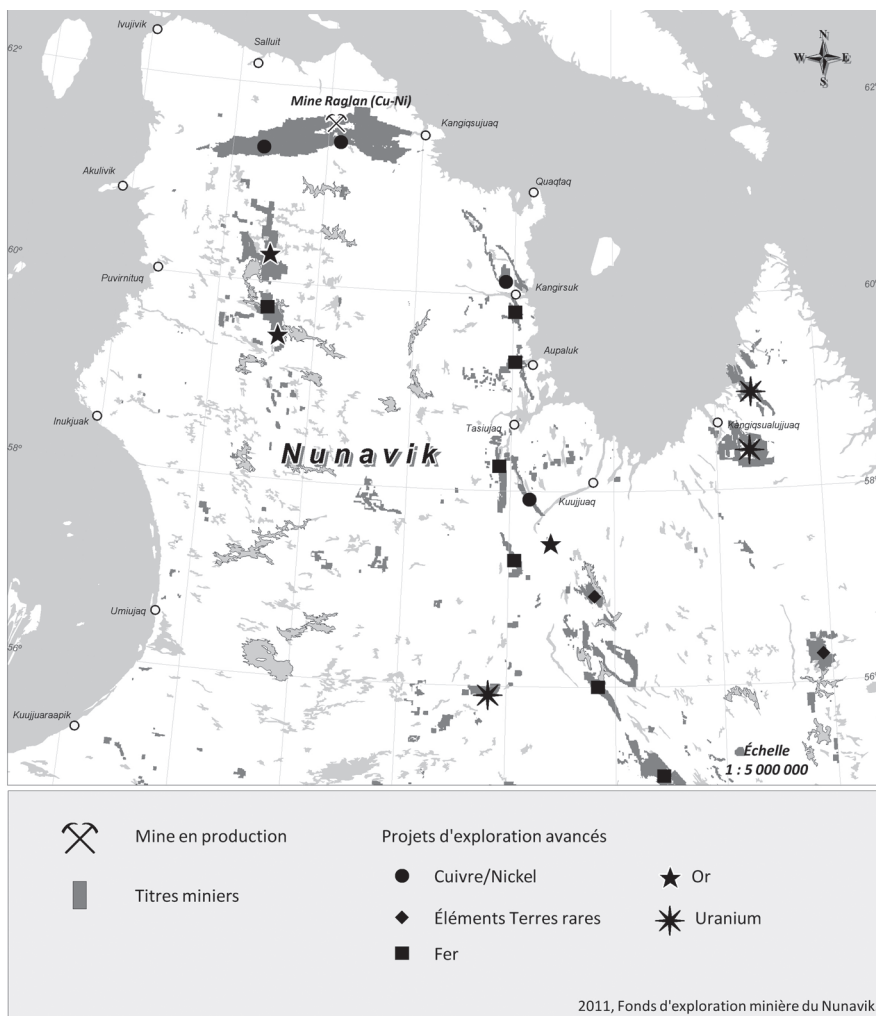 Ivujivik
62°
Salluit
N
W E
S
62°
Mine Raglan (Cu-Ni)
Kangiqsujuaq
Akulivik
Quaqtaq
60°
Puvirnituq
Kangirsuk
60°
Aupaluk
Inukjuak
Tasiujaq
Kangiqsualujjuaq
58°
Nunavik
58°
Kuujjuaq
Umiujaq
56°
56°
Kuujjuaraapik
Échelle
1 : 5 000 000
Mine en production
Titres miniers
Projets d'exploration avancés
Cuivre/Nickel
Or
Éléments Terres rares
Uranium
Fer
2011, Fonds d'exploration minière du Nunavik